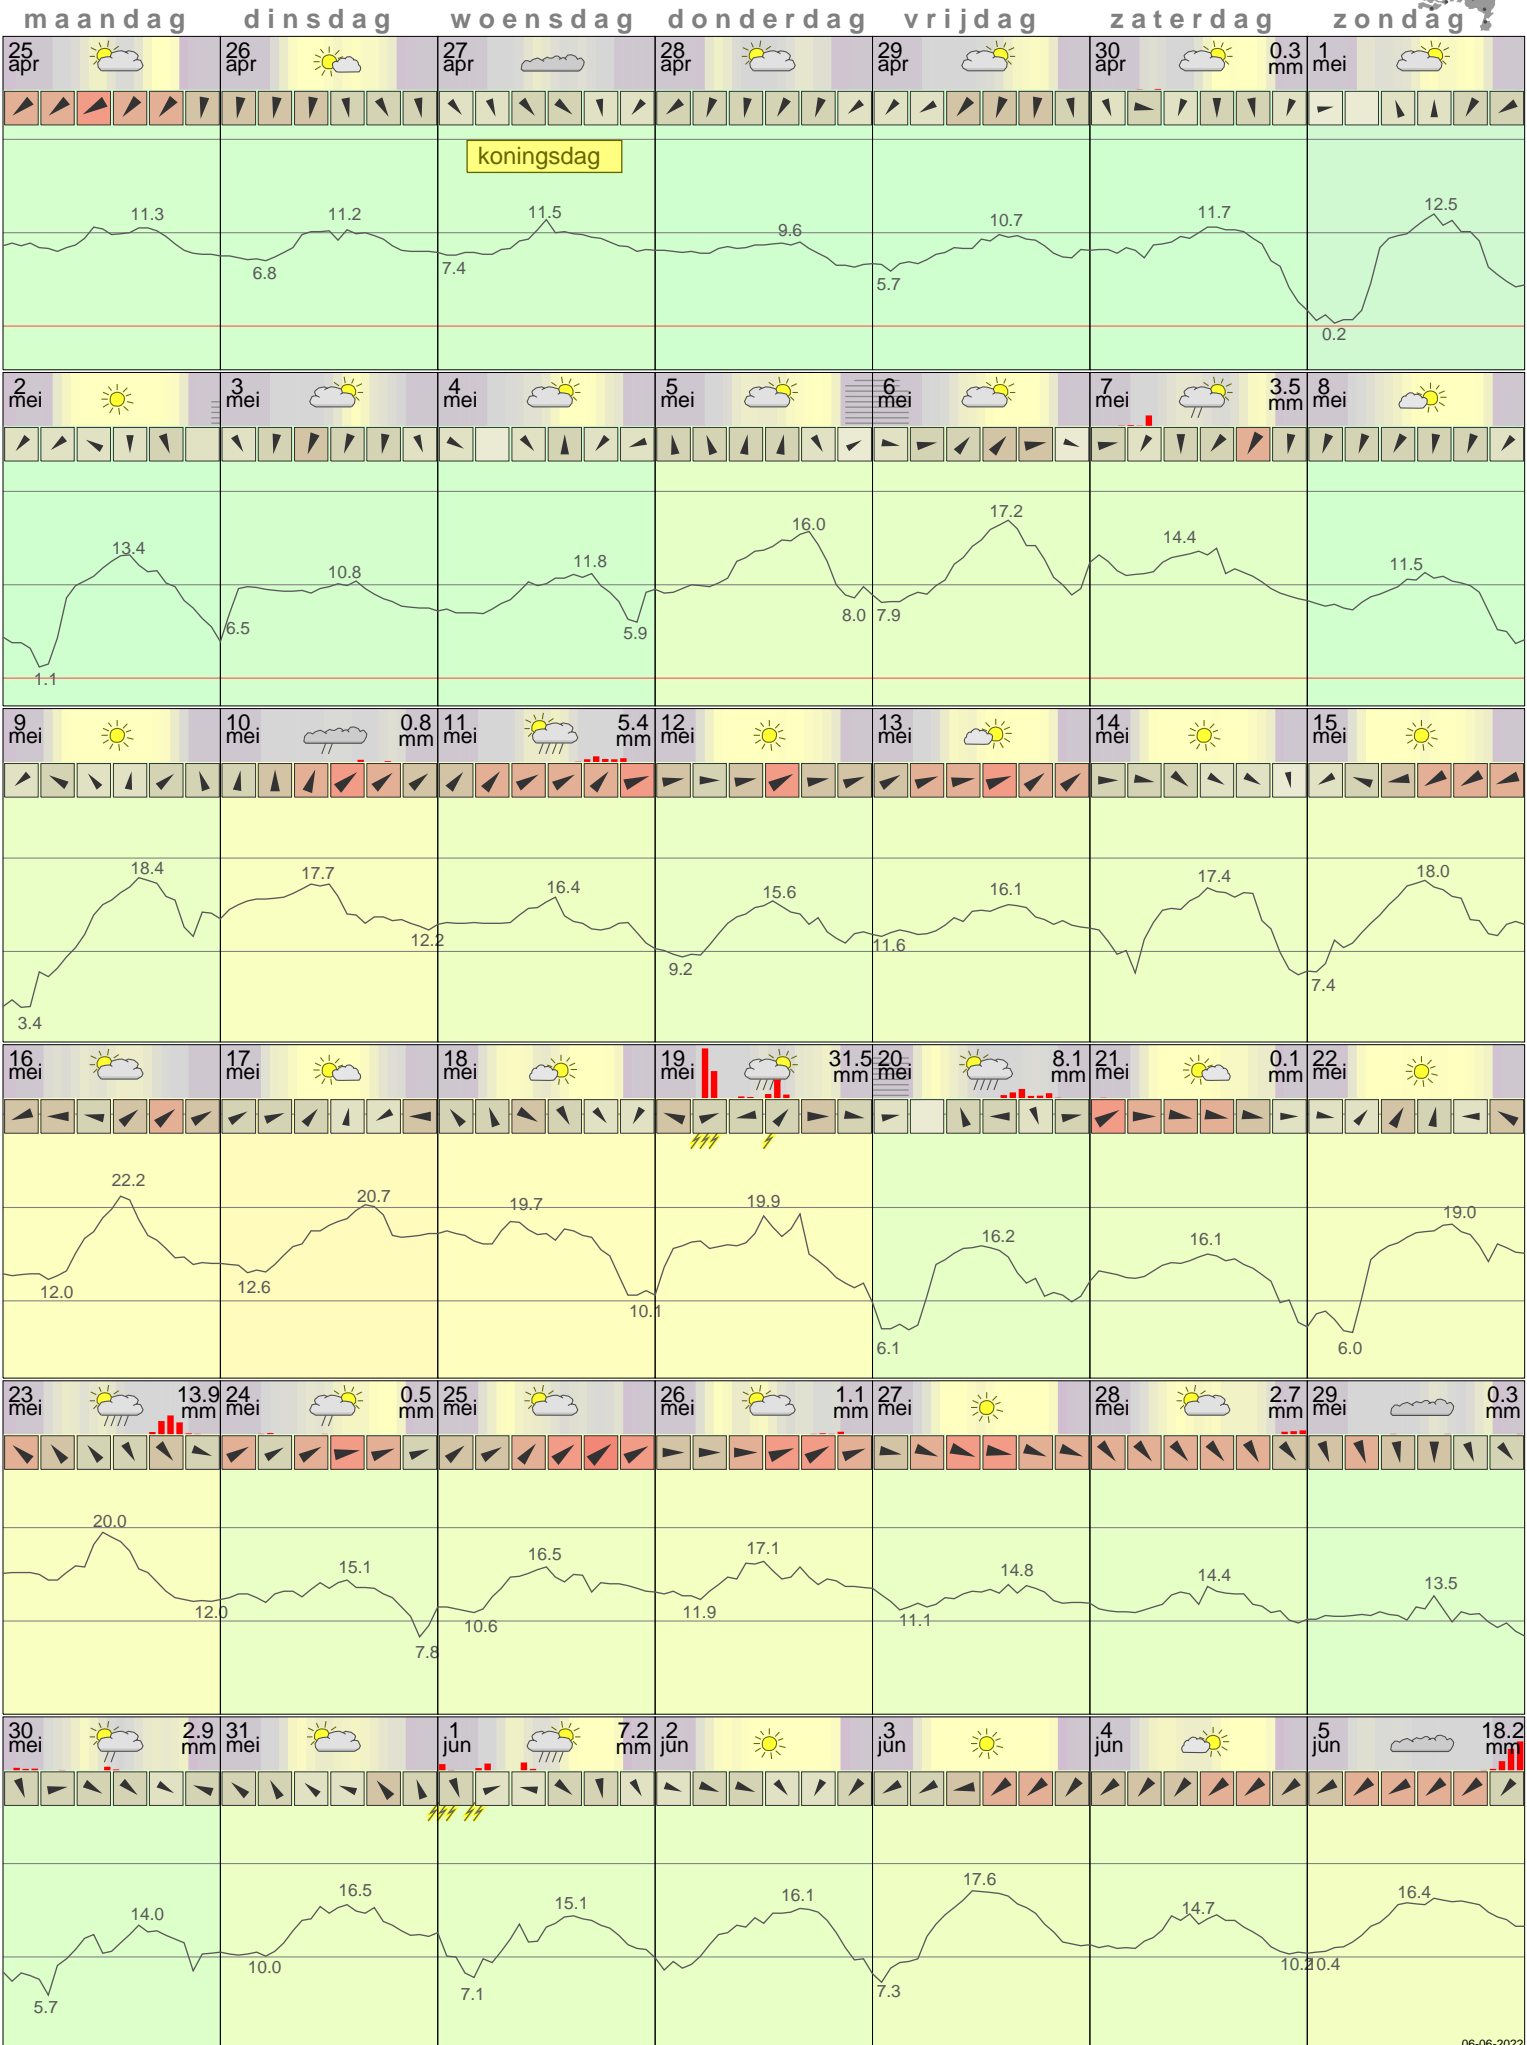 maandag dinsdag woensdag donderdag vrijdag zaterdag zondag
25 26 27 28 29 30 0.3 1
apr apr apr apr apr apr mm mei
koningsdag
11.3 11.2 11.5 9.6 10.7 11.7 12.5
6.8 7.4 5.7 0.2
2 3 4 5 6 7 3.5 8
mei mei mei mei mei mei mm mei
13.4 10.8 11.8 16.0 17.2 14.4 11.5
1.1 6.5 5.9 8.0 7.9
9 10 0.8 11 5.4 12 13 14 15
mei mei mm mei mm mei mei mei mei
18.4 17.7 16.4 15.6 16.1 17.4 18.0
3.4 12.2 9.2 11.6 7.4
16 17 18 19 31.5 20 8.1 21 0.1 22
mei mei mei mei mm mei mm mei mm mei
22.2 20.7 19.7 19.9 16.2 16.1 19.0
12.0 12.6 10.1 6.1 6.0
23 13.9 24 0.5 25 26 1.1 27 28 2.7 29 0.3
mei mm mei mm mei mei mm mei mei mm mei mm
20.0 15.1 16.5 17.1 14.8 14.4 13.5
12.0 7.8 10.6 11.9 11.1
30 2.9 31 1 7.2 2 3 4 5 18.2
mei mm mei jun mm jun jun jun jun mm
14.0 16.5 15.1 16.1 17.6 14.7 16.4
5.7 10.0 7.1 7.3 10.2 10.4
06-06-2022